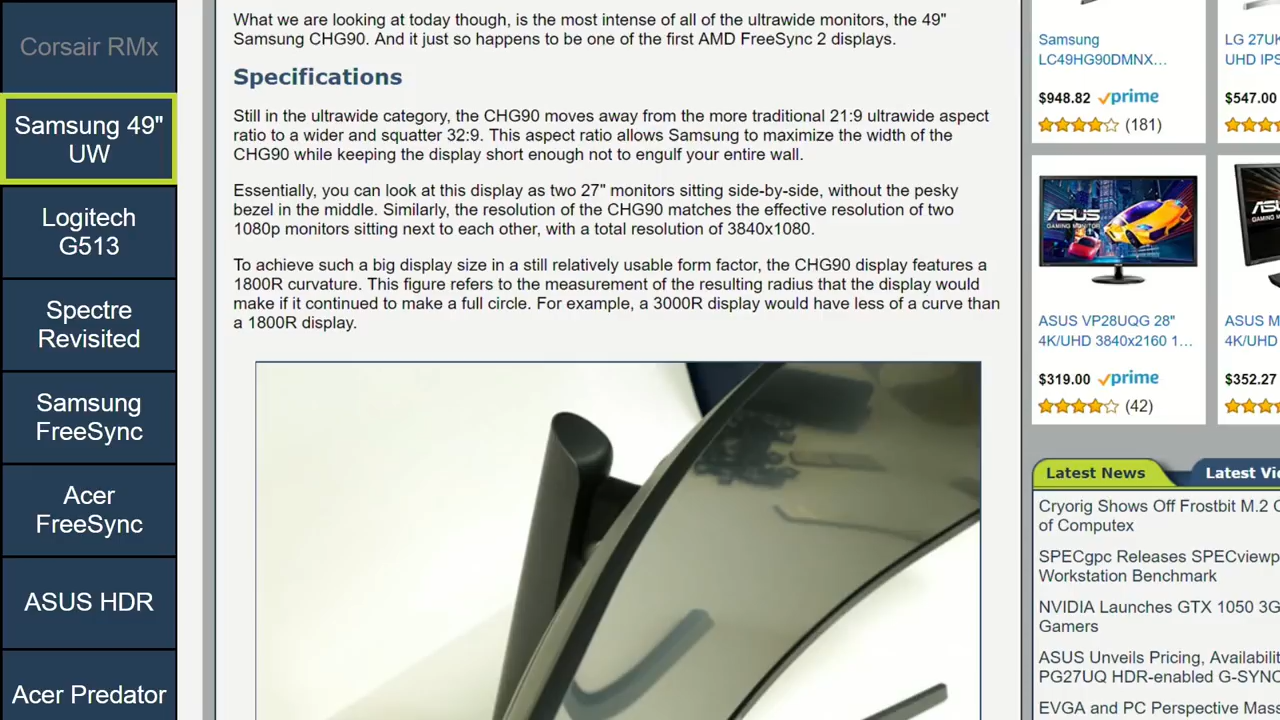 Corsair RMx
Samsung 49"
UW
Logitech
G513
Spectre
Revisited
Samsung
FreeSync
Acer
FreeSync
ASUS HDR
Acer Predator
What we are looking at today though, is the most intense of all of the ultrawide monitors, the 49"
Samsung CHG90. And it just so happens to be one of the first AMD FreeSync 2 displays.
Specifications
Still in the ultrawide category, the CHG90 moves away from the more traditional 21:9 ultrawide aspect
ratio to a wider and squatter 32:9. This aspect ratio allows Samsung to maximize the width of the
CHG90 while keeping the display short enough not to engulf your entire wall.
Essentially, you can look at this display as two 27" monitors sitting side-by-side, without the pesky
bezel in the middle. Similarly, the resolution of the CHG90 matches the effective resolution of two
1080p monitors sitting next to each other, with a total resolution of 3840x1080.
To achieve such a big display size in a still relatively usable form factor, the CHG90 display features a
1800R curvature. This figure refers to the measurement of the resulting radius that the display would
make if it continued to make a full circle. For example, a 3000R display would have less of a curve than
a 1800R display.
Samsung
LC49HG90DMNX...
$948.82 prime
(181)
LG 27UK
UHD IPS
$547.00
ASUS
GAMING MONITOR
ASUS VP28UQG 28"
4K/UHD 3840x2160 1...
$319.00 prime
(42)
ASUS M
4K/UHD
$352.27
Latest News
Latest Vi
Cryorig Shows Off Frostbit M.2 C
of Computex
SPECgpc Releases SPECviewp
Workstation Benchmark
NVIDIA Launches GTX 1050 3G
Gamers
ASUS Unveils Pricing, Availabilit
PG27UQ HDR-enabled G-SYNC
EVGA and PC Perspective Mass